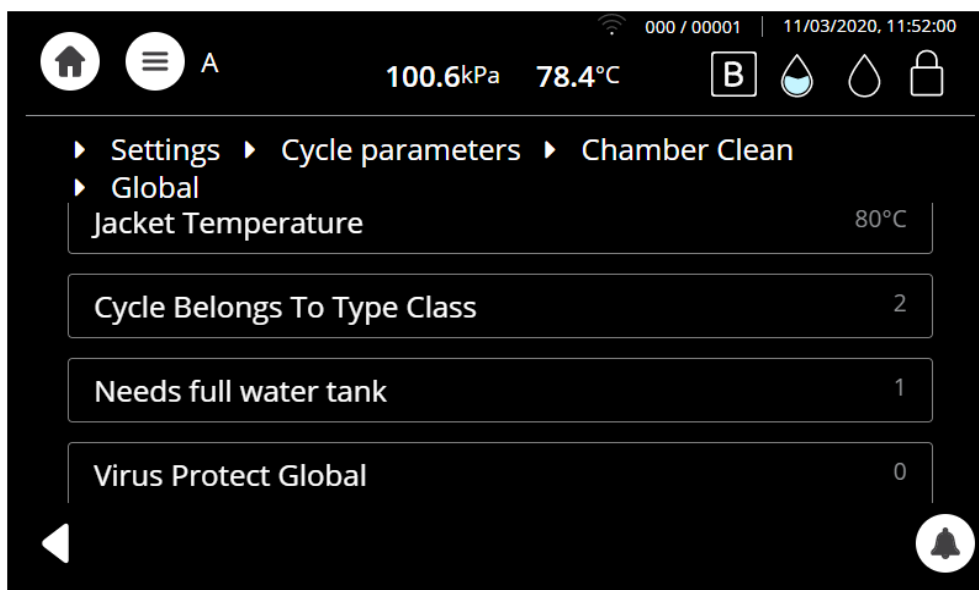 000 / 00001 11/03/2020, 11:52:00
A 100.6kPa 78.4°C B
Settings Cycle parameters Chamber Clean
Global
Jacket Temperature 80°C
Cycle Belongs To Type Class 2
Needs full water tank 1
Virus Protect Global 0